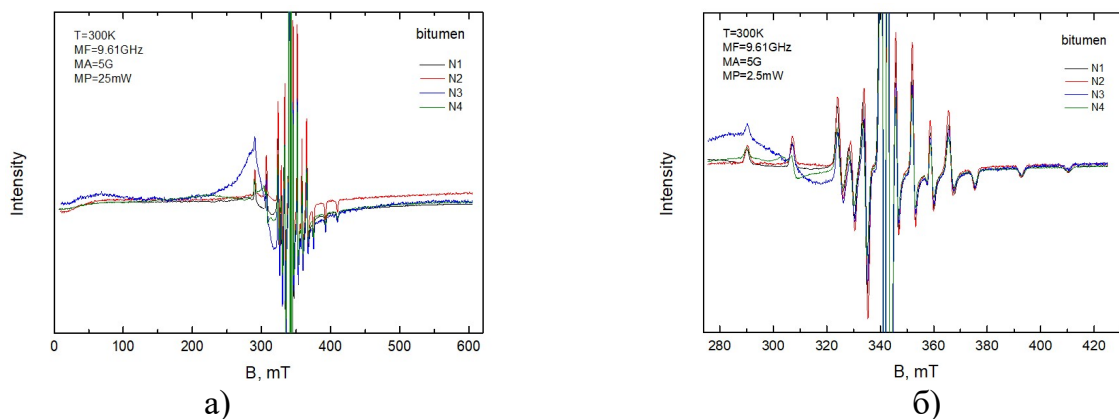 T=300K
MF=9.61GHz
MA=5G
MP=25mW
bitumen
N1
N2
N3
N4
Intensity
0 100 200 300 400 500 600
B, mT
а)
T=300K
MF=9.61GHz
MA=5G
MP=2.5mW
bitumen
N1
N2
N3
N4
Intensity
280 300 320 340 360 380 400 420
B, mT
б)